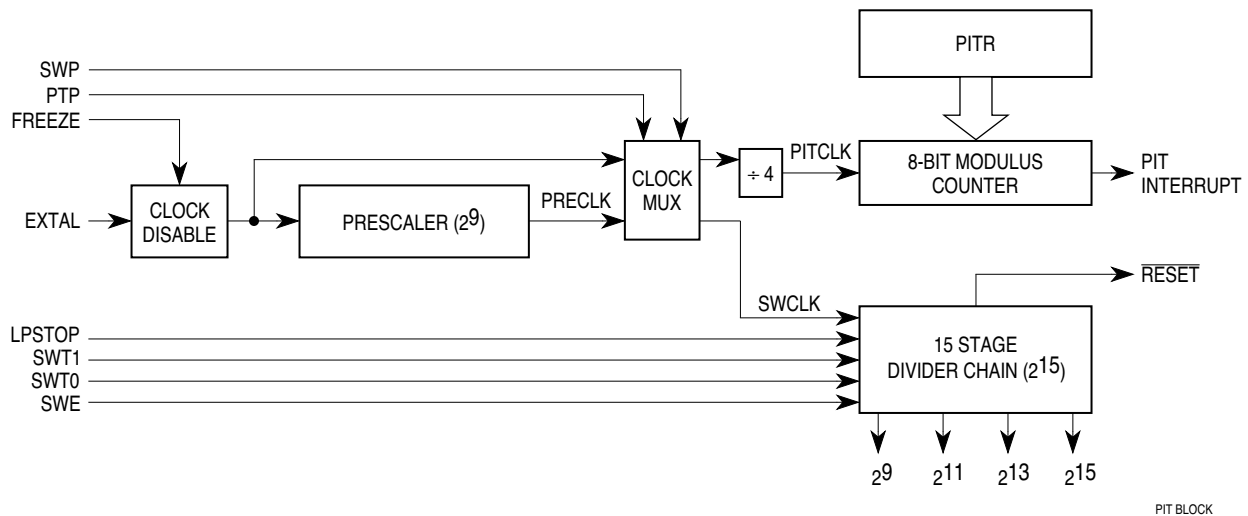 PITR
SWP
PTP
FREEZE
CLOCK
MUX
÷ 4
PITCLK
8-BIT MODULUS
COUNTER
PIT
INTERRUPT
EXTAL
CLOCK
DISABLE
PRESCALER (2⁹)
PRECLK
RESET
SWCLK
LPSTOP
SWT1
SWT0
SWE
15 STAGE
DIVIDER CHAIN (2¹⁵)
2⁹ 2¹¹ 2¹³ 2¹⁵
PIT BLOCK